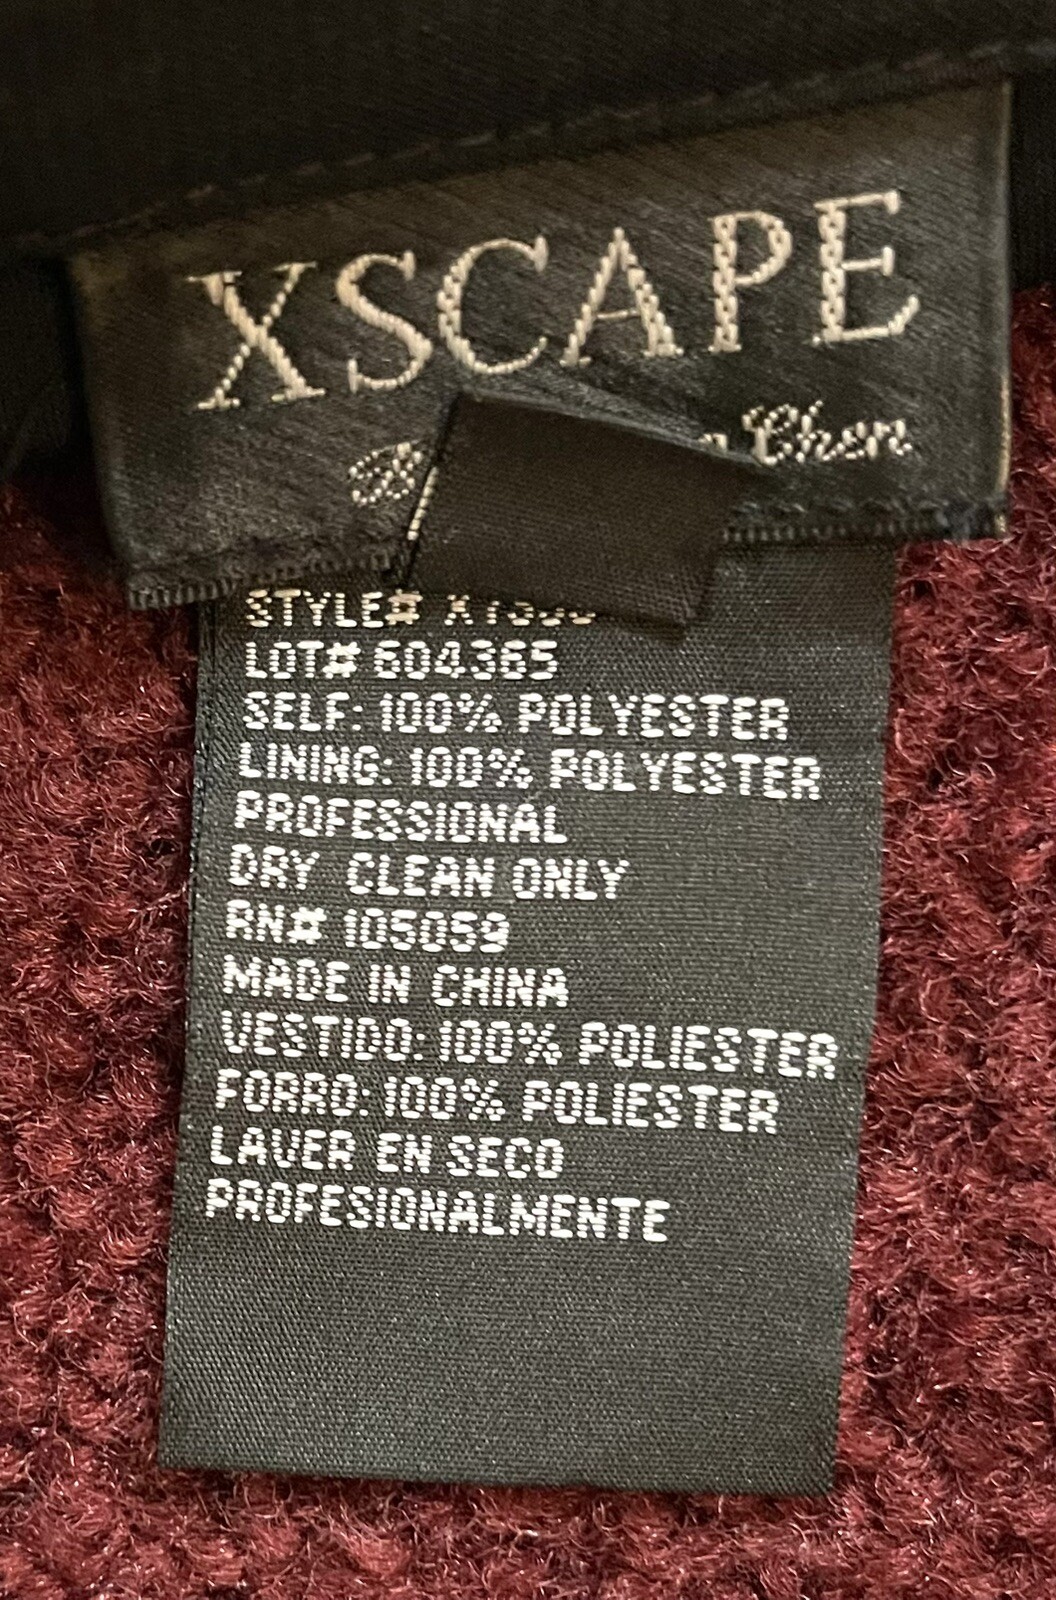 XSCAPE
Chen
STYLE#
LOT# 604365
SELF: 100% POLYESTER
LINING: 100% POLYESTER
PROFESSIONAL
DRY CLEAN ONLY
RN# 105059
MADE IN CHINA
VESTIDO: 100% POLIESTER
FORRO: 100% POLIESTER
LAVER EN SECO
PROFESIONALMENTE